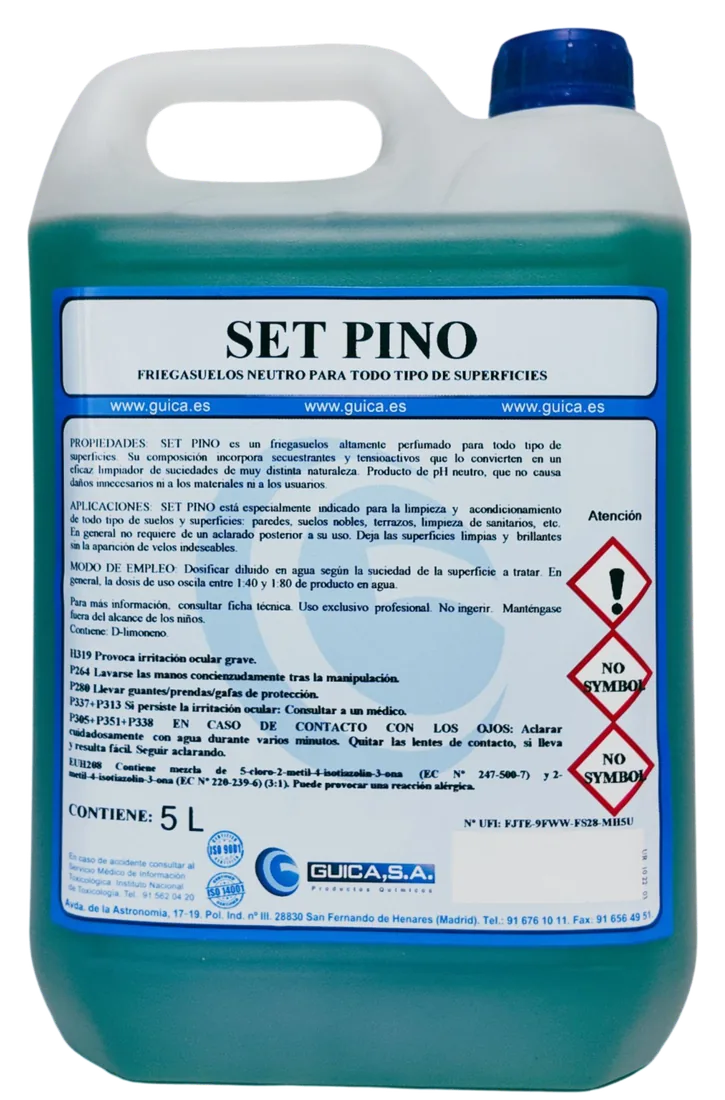 SET PINO
FRIEGASUELOS NEUTRO PARA TODO TIPO DE SUPERFICIES
www.guica.es www.guica.es www.guica.es
PROPIEDADES: SET PINO es un friegasuelos altamente perfumado para todo tipo de
superficies. Su composición incorpora secuestrantes y tensioactivos que lo convierten en un
eficaz limpiador de suciedades de muy distinta naturaleza. Producto de pH neutro, que no causa
daños innecesarios ni a los materiales ni a los usuarios.
APLICACIONES: SET PINO está especialmente indicado para la limpieza y acondicionamiento
de todo tipo de suelos y superficies: paredes, suelos nobles, terrazos, limpieza de sanitarios, etc.
En general no requiere de un aclarado posterior a su uso. Deja las superficies limpias y brillantes
sin la aparición de velos indeseables.
Atención
MODO DE EMPLEO: Dosificar diluido en agua según la suciedad de la superficie a tratar. En
general, la dosis de uso oscila entre 1:40 y 1:80 de producto en agua.
Para más información, consultar ficha técnica. Uso exclusivo profesional. No ingerir. Manténgase
fuera del alcance de los niños.
Contiene: D-limoneno.
H319 Provoca irritación ocular grave.
P264 Lavarse las manos concienzudamente tras la manipulación.
P280 Llevar guantes/prendas/gafas de protección.
P337+P313 Si persiste la irritación ocular: Consultar a un médico.
P305+P351+P338 EN CASO DE CONTACTO CON LOS OJOS: Aclarar
cuidadosamente con agua durante varios minutos. Quitar las lentes de contacto, si lleva
y resulta fácil. Seguir aclarando.
EUH208 Contiene mezcla de 5-cloro-2-metil-4-isotiazolin-3-ona (EC Nº 247-500-7) y 2-
metil-4-isotiazolin-3-ona (EC Nº 220-239-6) (3:1). Puede provocar una reacción alérgica.
NO
SYMBOL
NO
SYMBOL
CONTIENE: 5 L
Nº UFI: FJTE-9FWW-FS28-MH5U
ISO 9001
ISO 14001
En caso de accidente consultar al
Servicio Médico de Información
Toxicológica. Instituto Nacional
de Toxicología. Tel. 91 562 04 20
GUICA,S.A.
Productos Químicos
Avda. de la Astronomía, 17-19. Pol. Ind. nº III. 28830 San Fernando de Henares (Madrid). Tel.: 91 676 10 11. Fax: 91 656 49 51